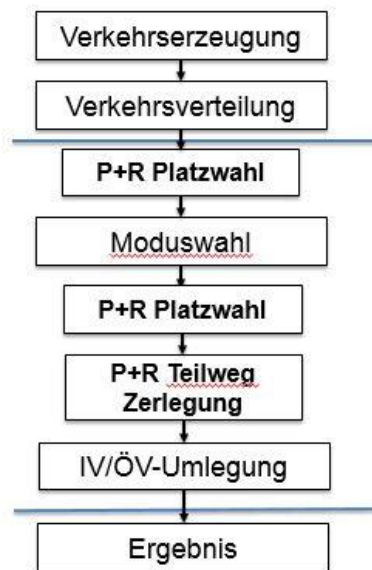 Verkehrserzeugung
Verkehrsverteilung
P+R Platzwahl
Moduswahl
P+R Platzwahl
P+R Teilweg
Zerlegung
IV/ÖV-Umlegung
Ergebnis